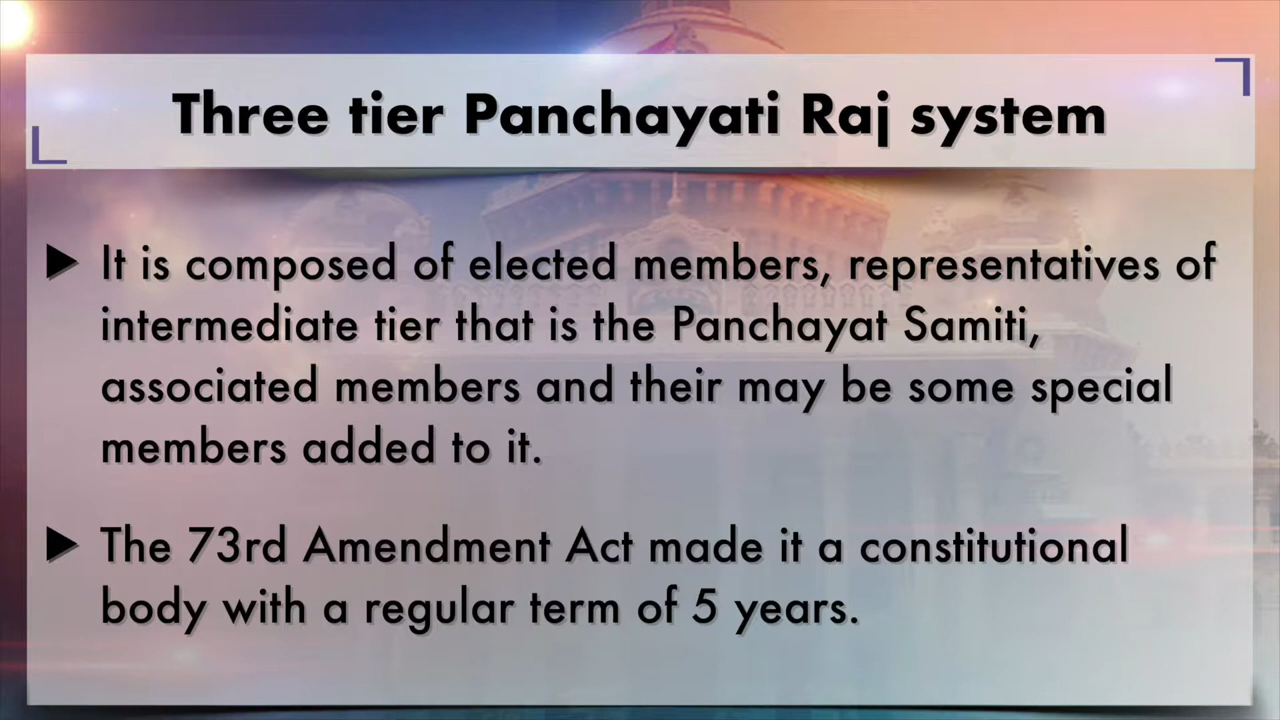 Three tier Panchayati Raj system
It is composed of elected members, representatives of
intermediate tier that is the Panchayat Samiti,
associated members and their may be some special
members added to it.
The 73rd Amendment Act made it a constitutional
body with a regular term of 5 years.